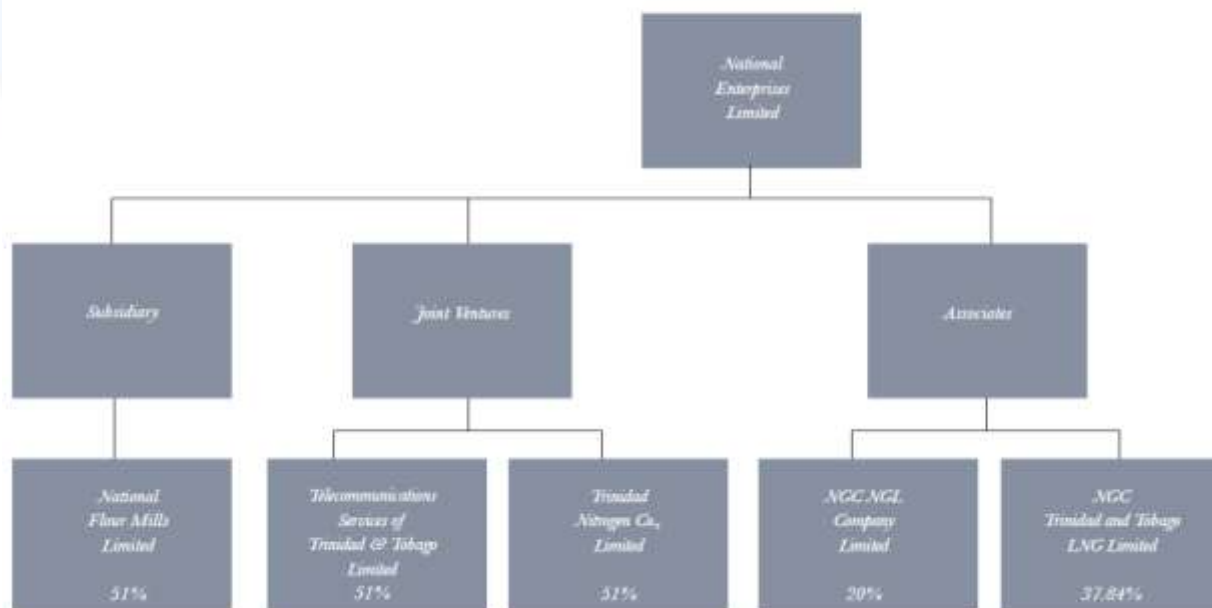 National
Enterprises
Limited
Subsidiary
Joint Ventures
Associates
National
Flour Mills
Limited
51%
Telecommunications
Services of
Trinidad & Tobago
Limited
51%
Trinidad
Nitrogen Co.,
Limited
51%
NGC NGL
Company
Limited
20%
NGC
Trinidad and Tobago
LNG Limited
37.84%